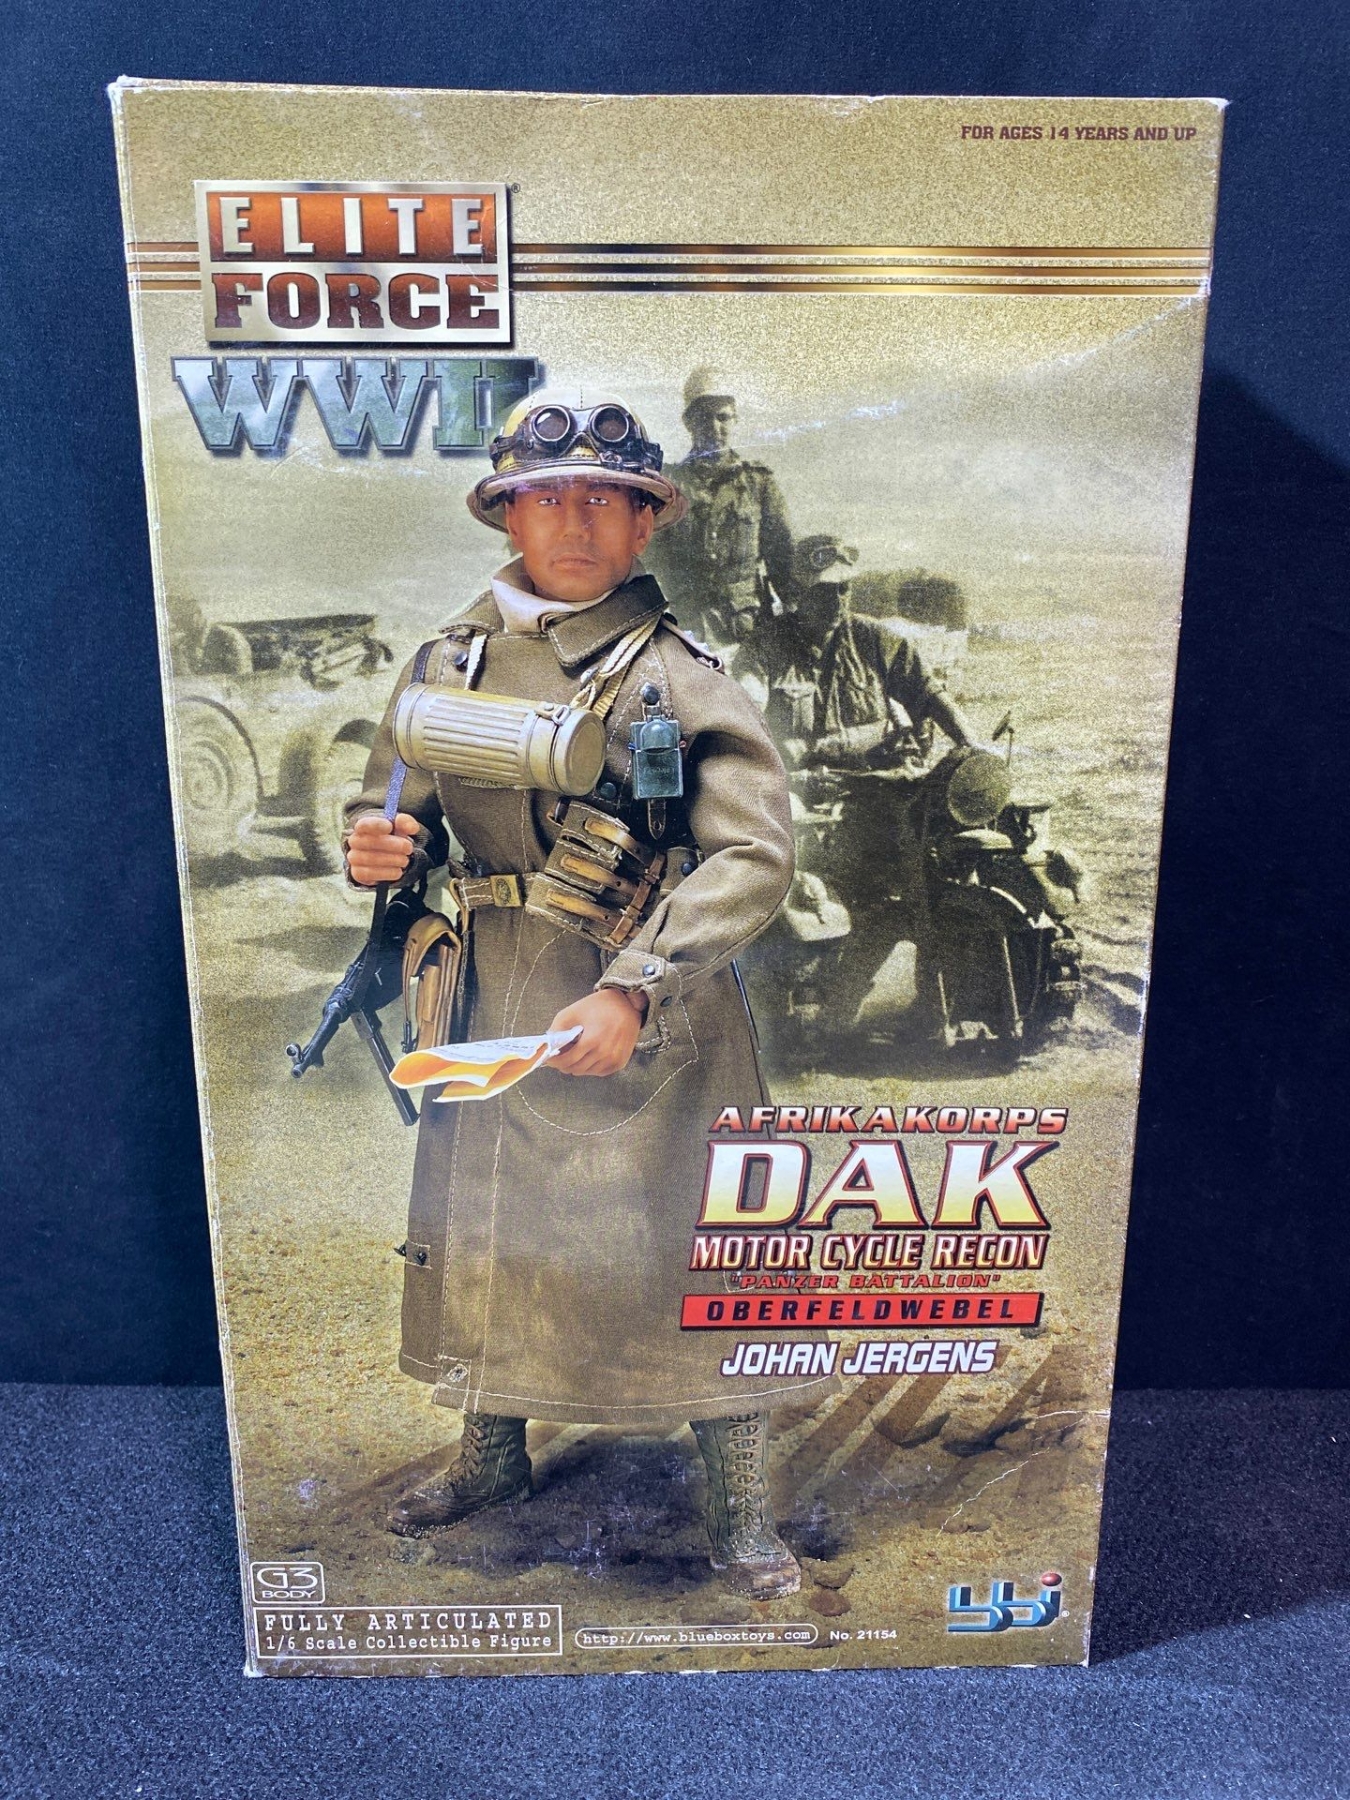 FOR AGES 14 YEARS AND UP
ELITE
FORCE
WWII
AFRIKAKORPS
DAK
MOTOR CYCLE RECON
"PANZER BATTALION"
OBERFELDWEBEL
JOHAN JERGENS
G3
BODY
FULLY ARTICULATED
1/6 Scale Collectible Figure
http://www.blueboxtoys.com
No. 21154
bbi